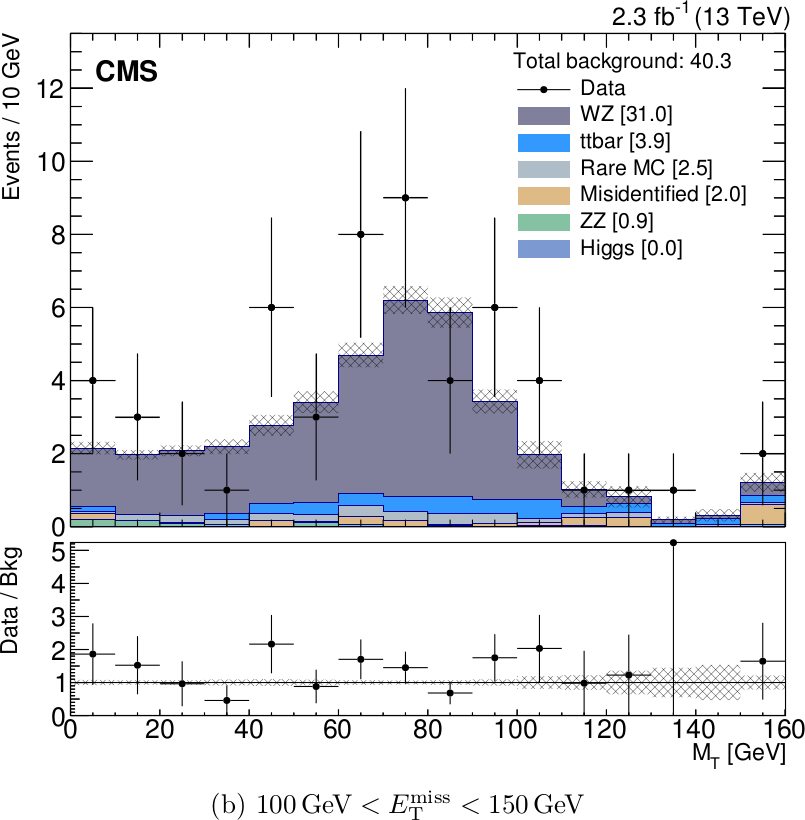 2.3 fb-1 (13 TeV)
CMS
Total background: 40.3
Data
WZ [31.0]
ttbar [3.9]
Rare MC [2.5]
Misidentified [2.0]
ZZ [0.9]
Higgs [0.0]
Events / 10 GeV
12
10
8
6
4
2
0
Data / Bkg
5
4
3
2
1
0
0 20 40 60 80 100 120 140 160
MT [GeV]
(b) 100 GeV < ETmiss < 150 GeV